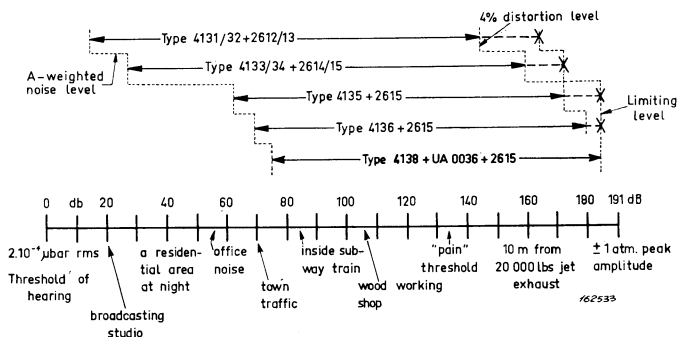 4% distortion level
Type 4131/32 + 2612/13
Type 4133/34 + 2614/15
A-weighted
noise level
Type 4135 + 2615
Limiting
level
Type 4136 + 2615
Type 4138 + UA 0036 + 2615
0 db 20 40 60 80 100 120 140 160 180 191 dB
2.10⁻⁴ μbar rms
Threshold of
hearing
broadcasting
studio
a residen-
tial area
at night
office
noise
town
traffic
inside sub-
way train
wood working
shop
"pain"
threshold
10 m from
20 000 lbs jet
exhaust
± 1 atm. peak
amplitude
162533